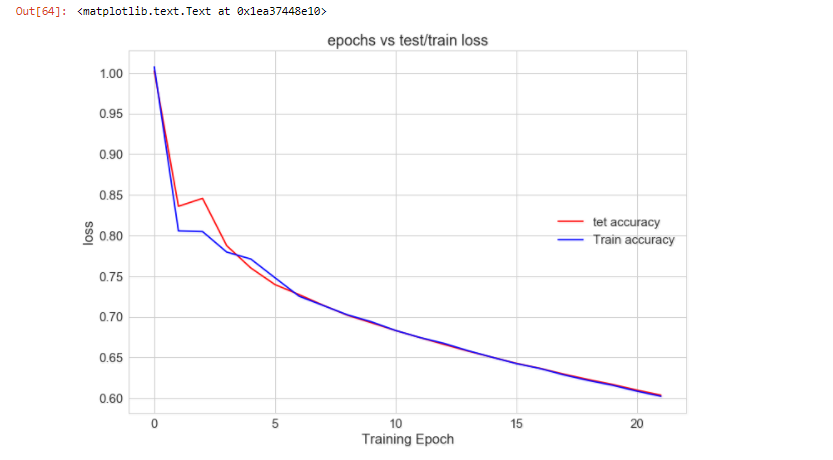 Out[64]: <matplotlib.text.Text at 0x1ea37448e10>
epochs vs test/train loss
1.00
0.95
0.90
0.85
0.80
0.75
0.70
0.65
0.60
loss
tet accuracy
Train accuracy
0 5 10 15 20
Training Epoch